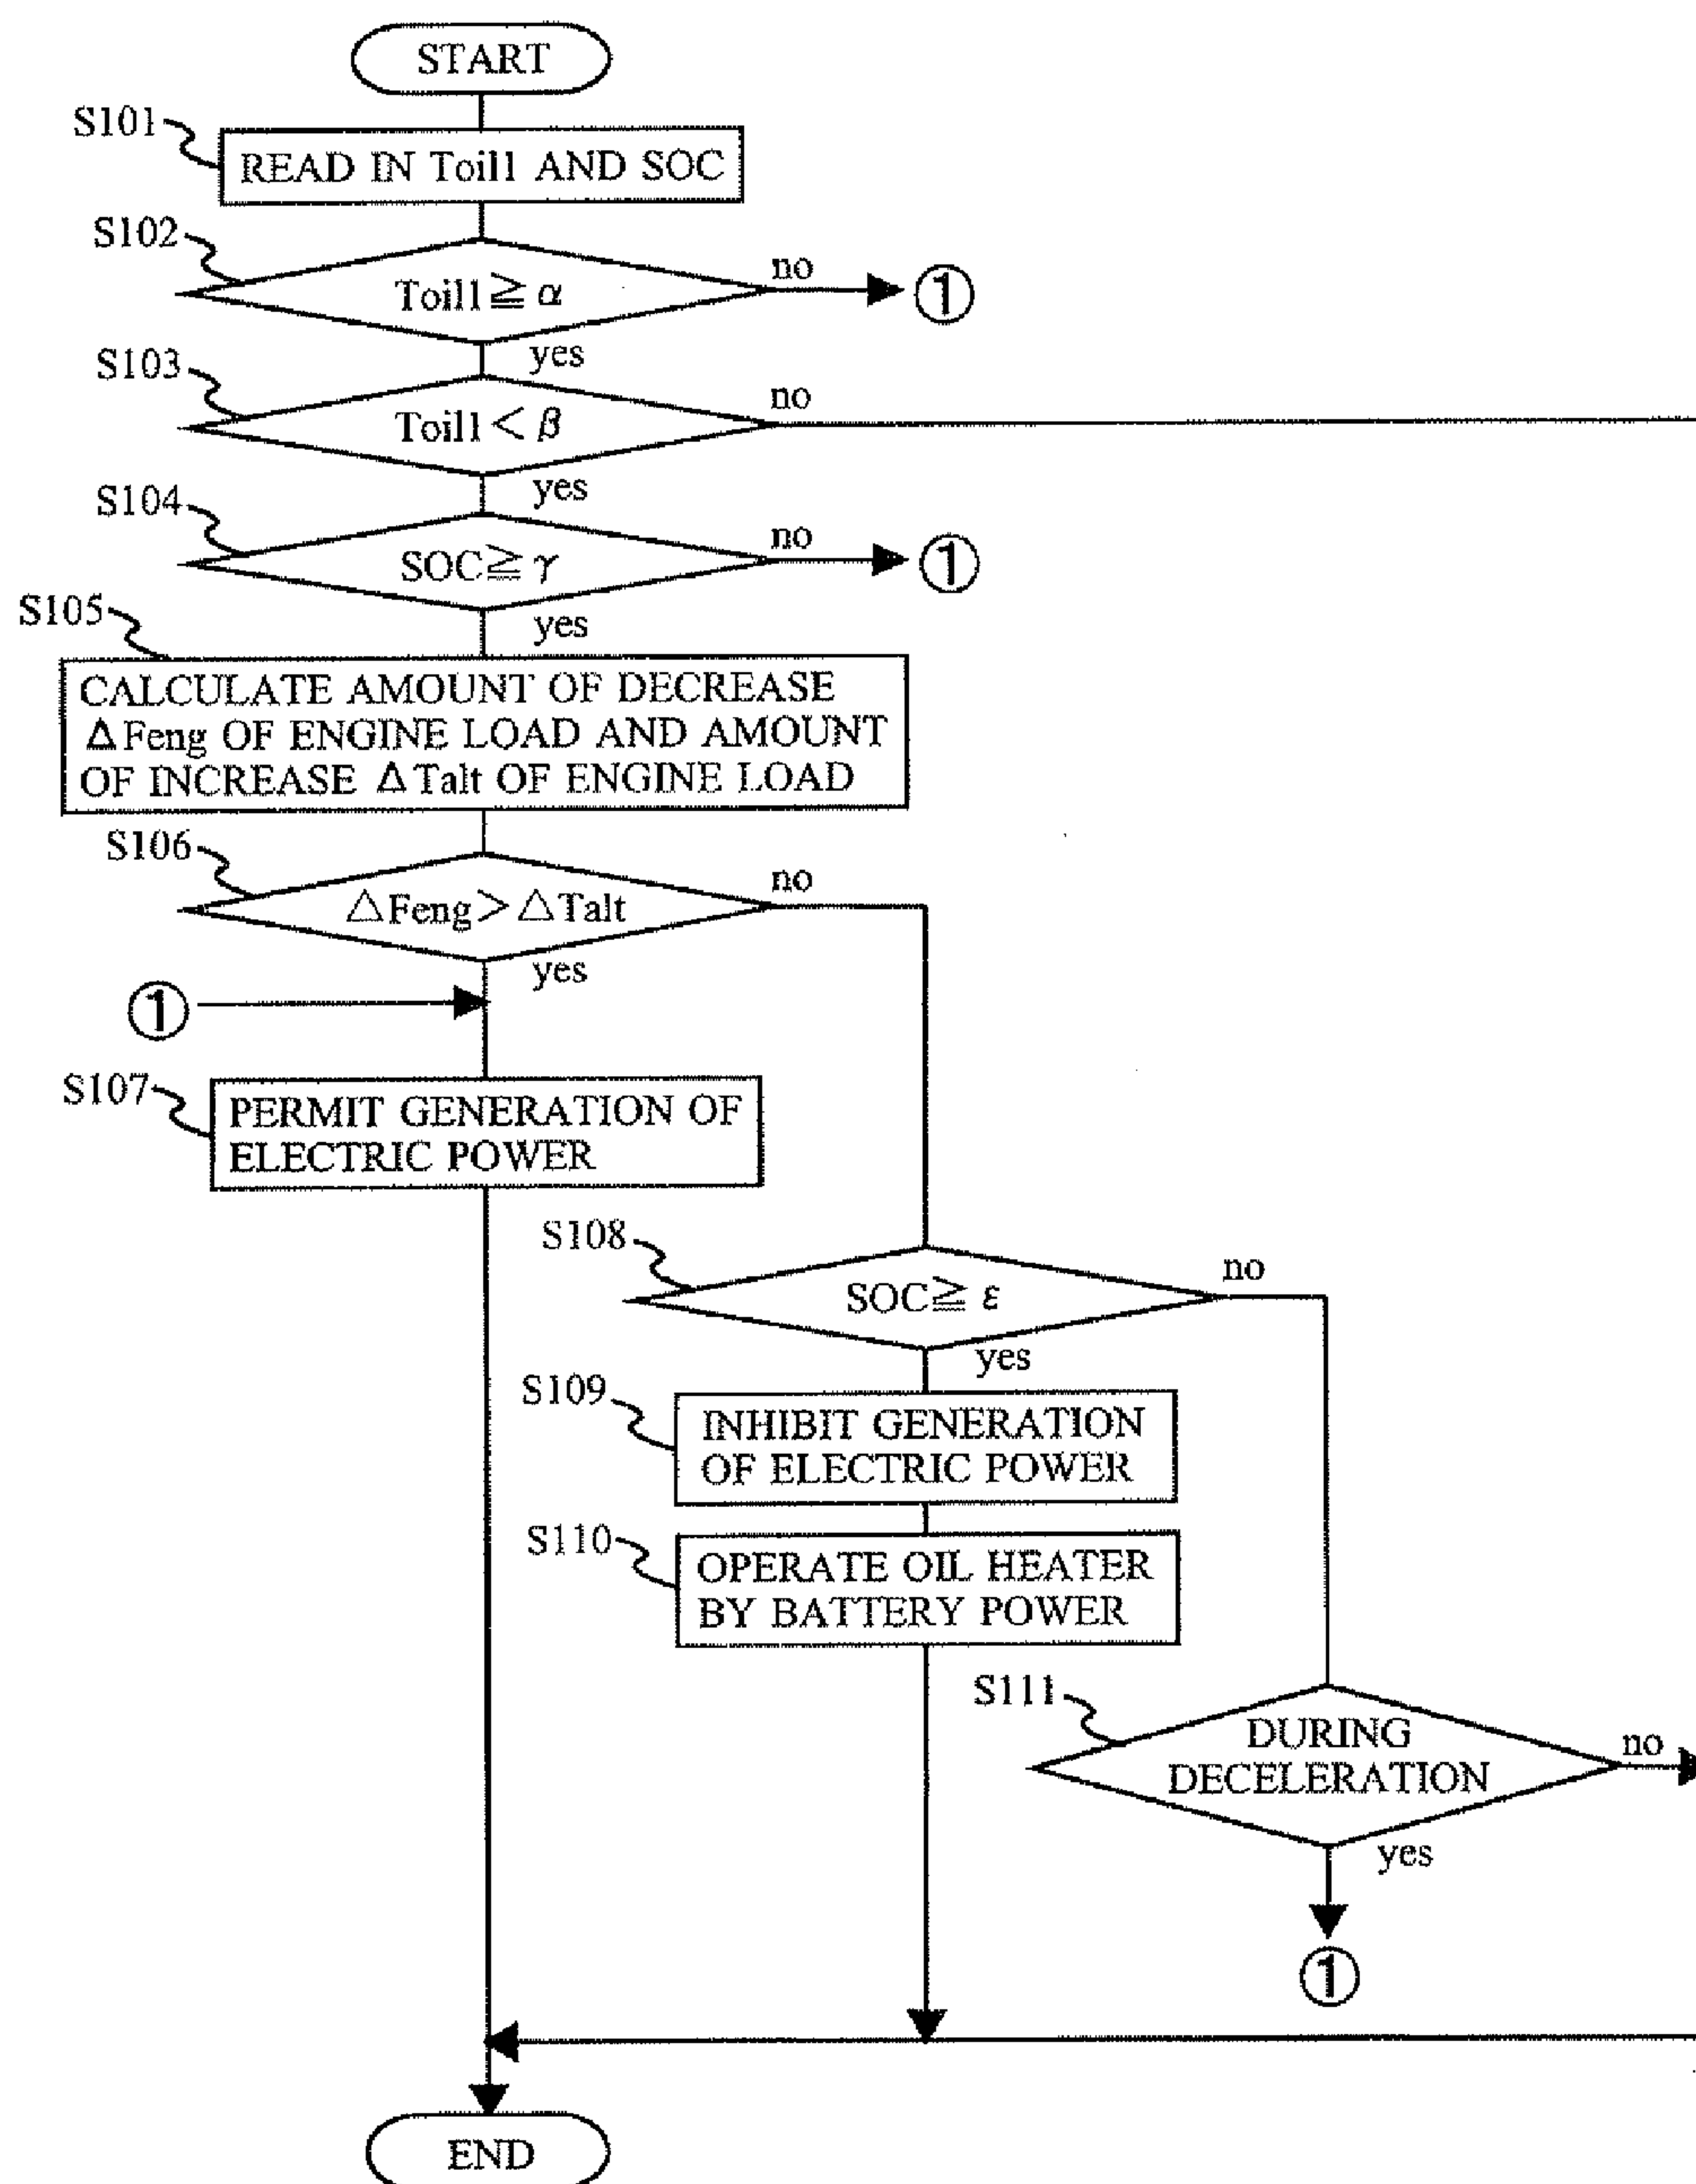 START
S101
READ IN Toil1 AND SOC
S102
Toil1≧α
no
①
yes
S103
Toil1<β
no
yes
S104
SOC≧γ
no
①
yes
S105
CALCULATE AMOUNT OF DECREASE
ΔFeng OF ENGINE LOAD AND AMOUNT
OF INCREASE ΔTalt OF ENGINE LOAD
S106
△Feng>△Talt
no
yes
①
S107
PERMIT GENERATION OF
ELECTRIC POWER
S108
SOC≧ε
no
yes
S109
INHIBIT GENERATION
OF ELECTRIC POWER
S110
OPERATE OIL HEATER
BY BATTERY POWER
S111
DURING
DECELERATION
no
yes
①
END